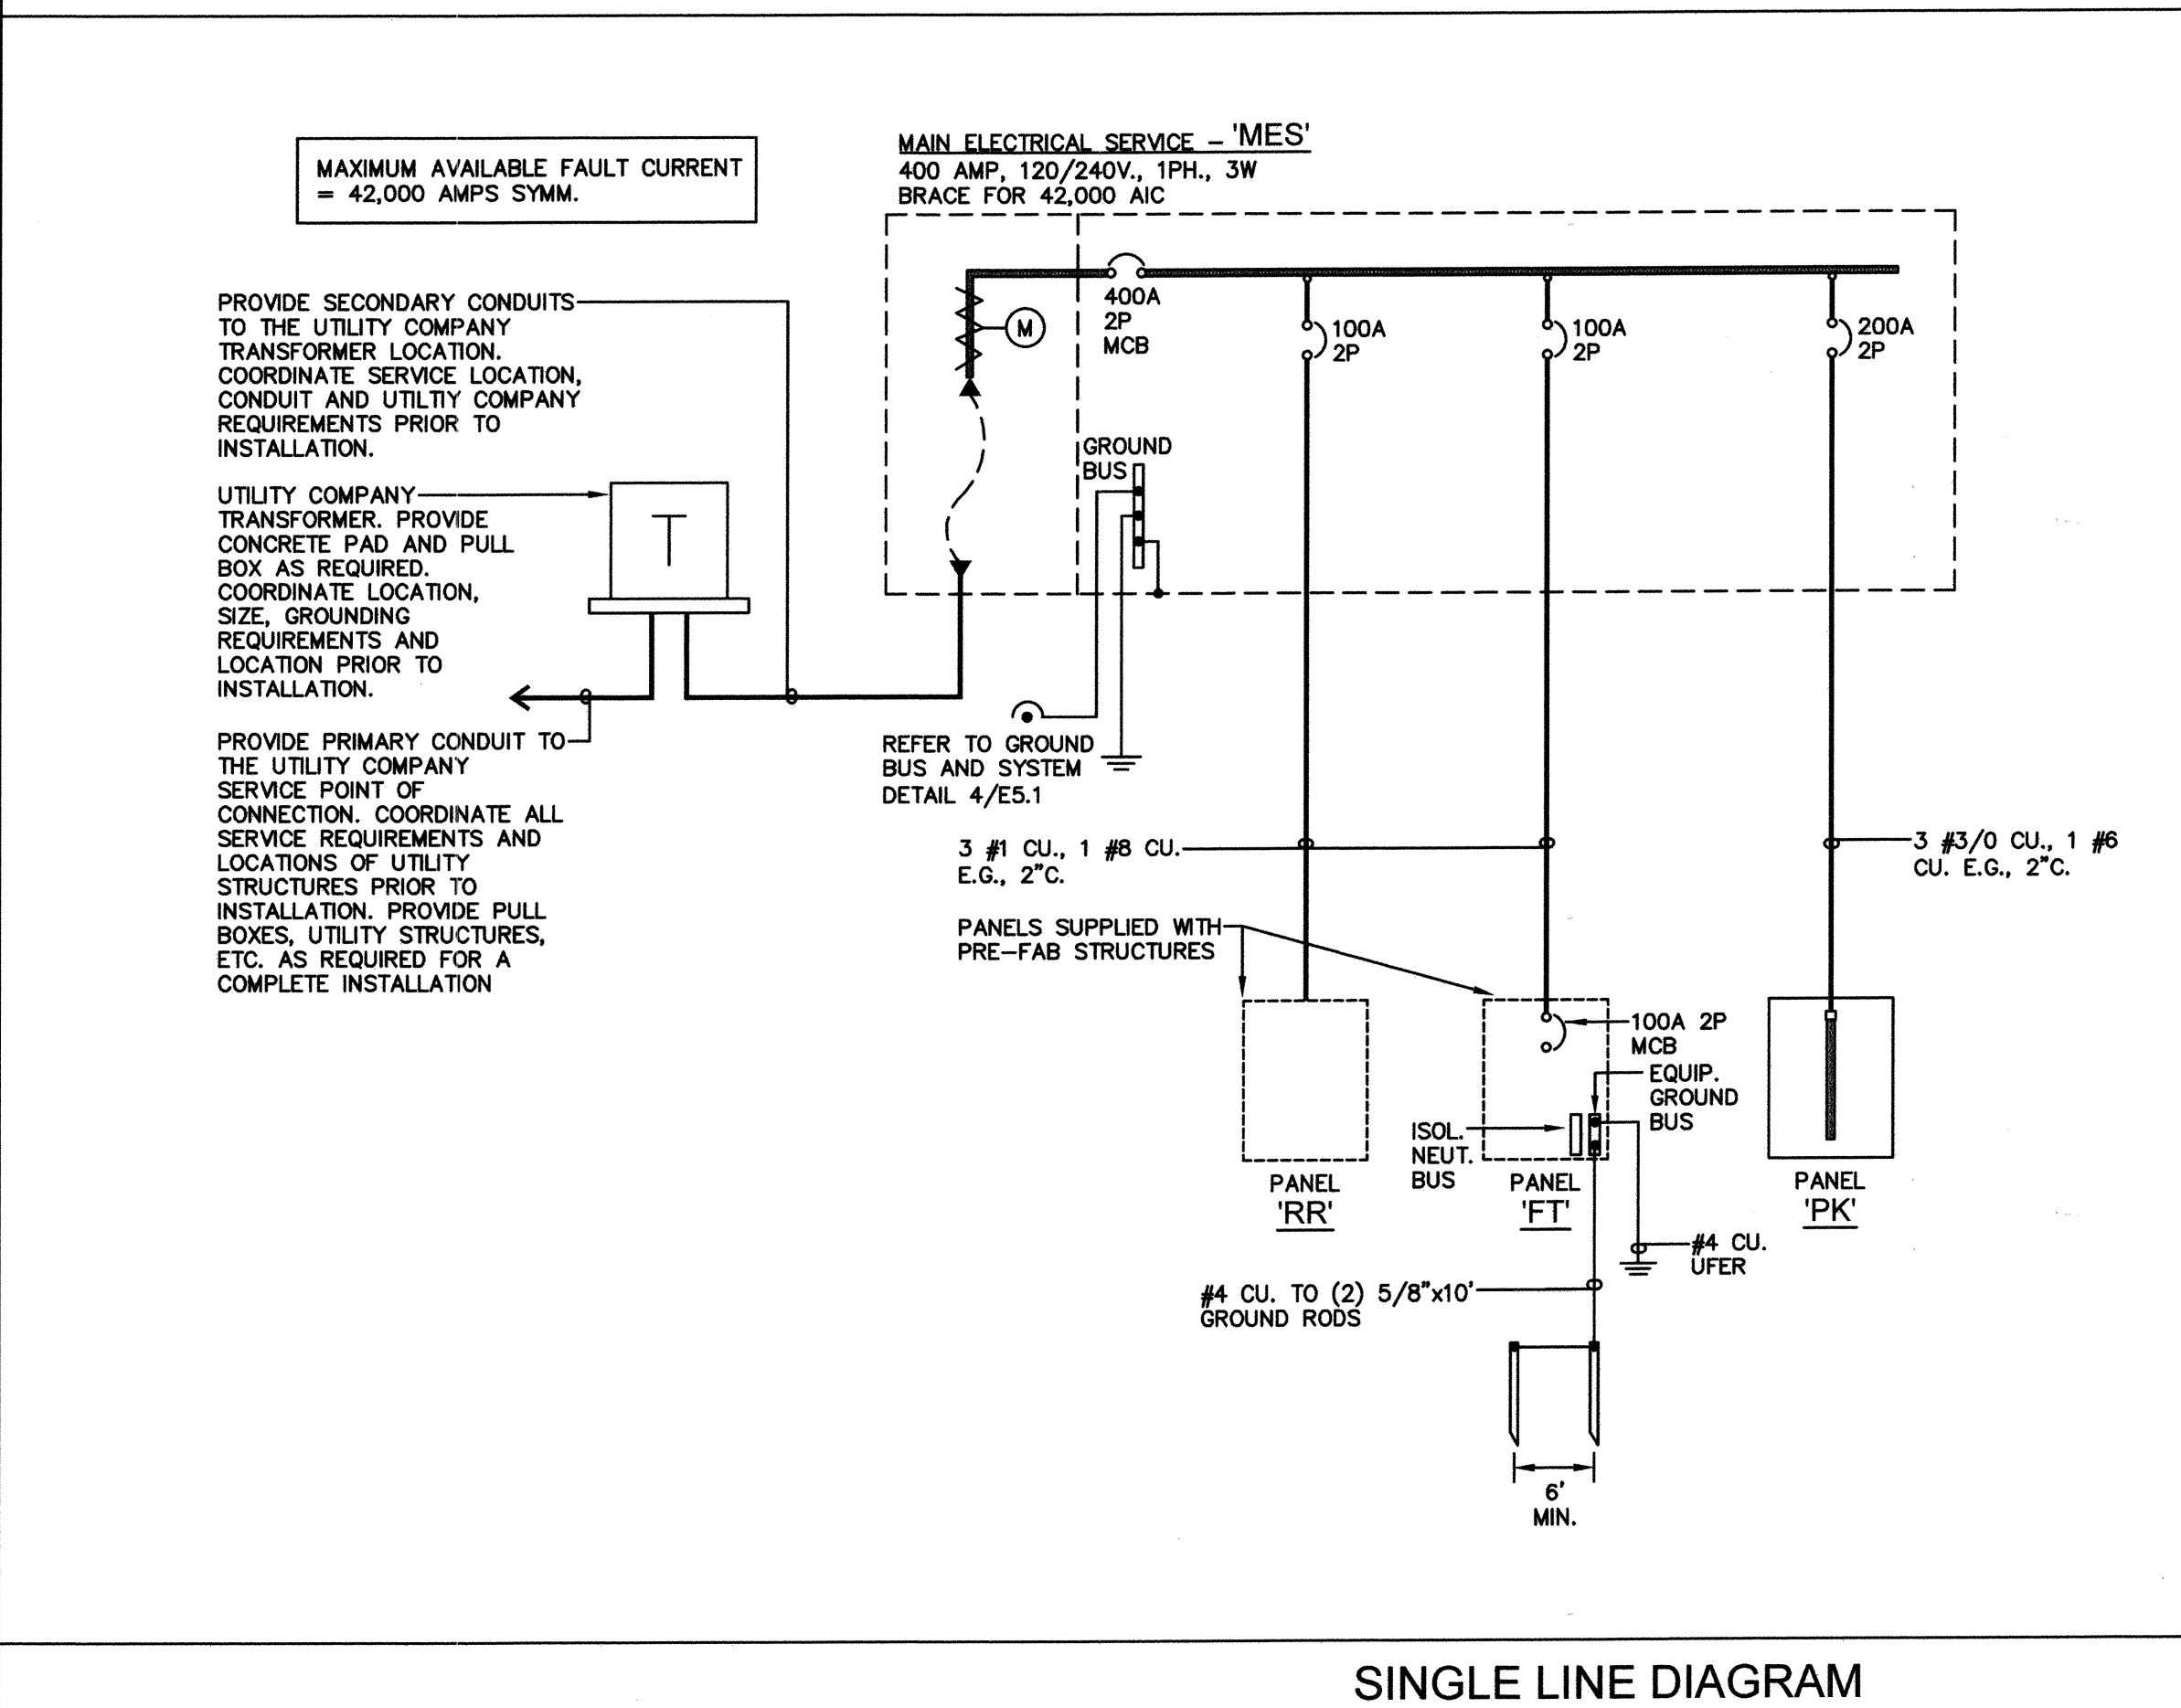 MAXIMUM AVAILABLE FAULT CURRENT
= 42,000 AMPS SYMM.
MAIN ELECTRICAL SERVICE – 'MES'
400 AMP, 120/240V., 1PH., 3W
BRACE FOR 42,000 AIC
PROVIDE SECONDARY CONDUITS
TO THE UTILITY COMPANY
TRANSFORMER LOCATION.
COORDINATE SERVICE LOCATION,
CONDUIT AND UTILTIY COMPANY
REQUIREMENTS PRIOR TO
INSTALLATION.
UTILITY COMPANY
TRANSFORMER. PROVIDE
CONCRETE PAD AND PULL
BOX AS REQUIRED.
COORDINATE LOCATION,
SIZE, GROUNDING
REQUIREMENTS AND
LOCATION PRIOR TO
INSTALLATION.
T
PROVIDE PRIMARY CONDUIT TO
THE UTILITY COMPANY
SERVICE POINT OF
CONNECTION. COORDINATE ALL
SERVICE REQUIREMENTS AND
LOCATIONS OF UTILITY
STRUCTURES PRIOR TO
INSTALLATION. PROVIDE PULL
BOXES, UTILITY STRUCTURES,
ETC. AS REQUIRED FOR A
COMPLETE INSTALLATION
M
400A
2P
MCB
100A
2P
100A
2P
200A
2P
GROUND
BUS
REFER TO GROUND
BUS AND SYSTEM
DETAIL 4/E5.1
3 #1 CU., 1 #8 CU.
E.G., 2"C.
3 #3/0 CU., 1 #6
CU. E.G., 2"C.
PANELS SUPPLIED WITH
PRE–FAB STRUCTURES
100A 2P
MCB
EQUIP.
GROUND
BUS
ISOL.
NEUT.
BUS
PANEL
'RR'
PANEL
'FT'
PANEL
'PK'
#4 CU.
UFER
#4 CU. TO (2) 5/8"x10'
GROUND RODS
6'
MIN.
SINGLE LINE DIAGRAM